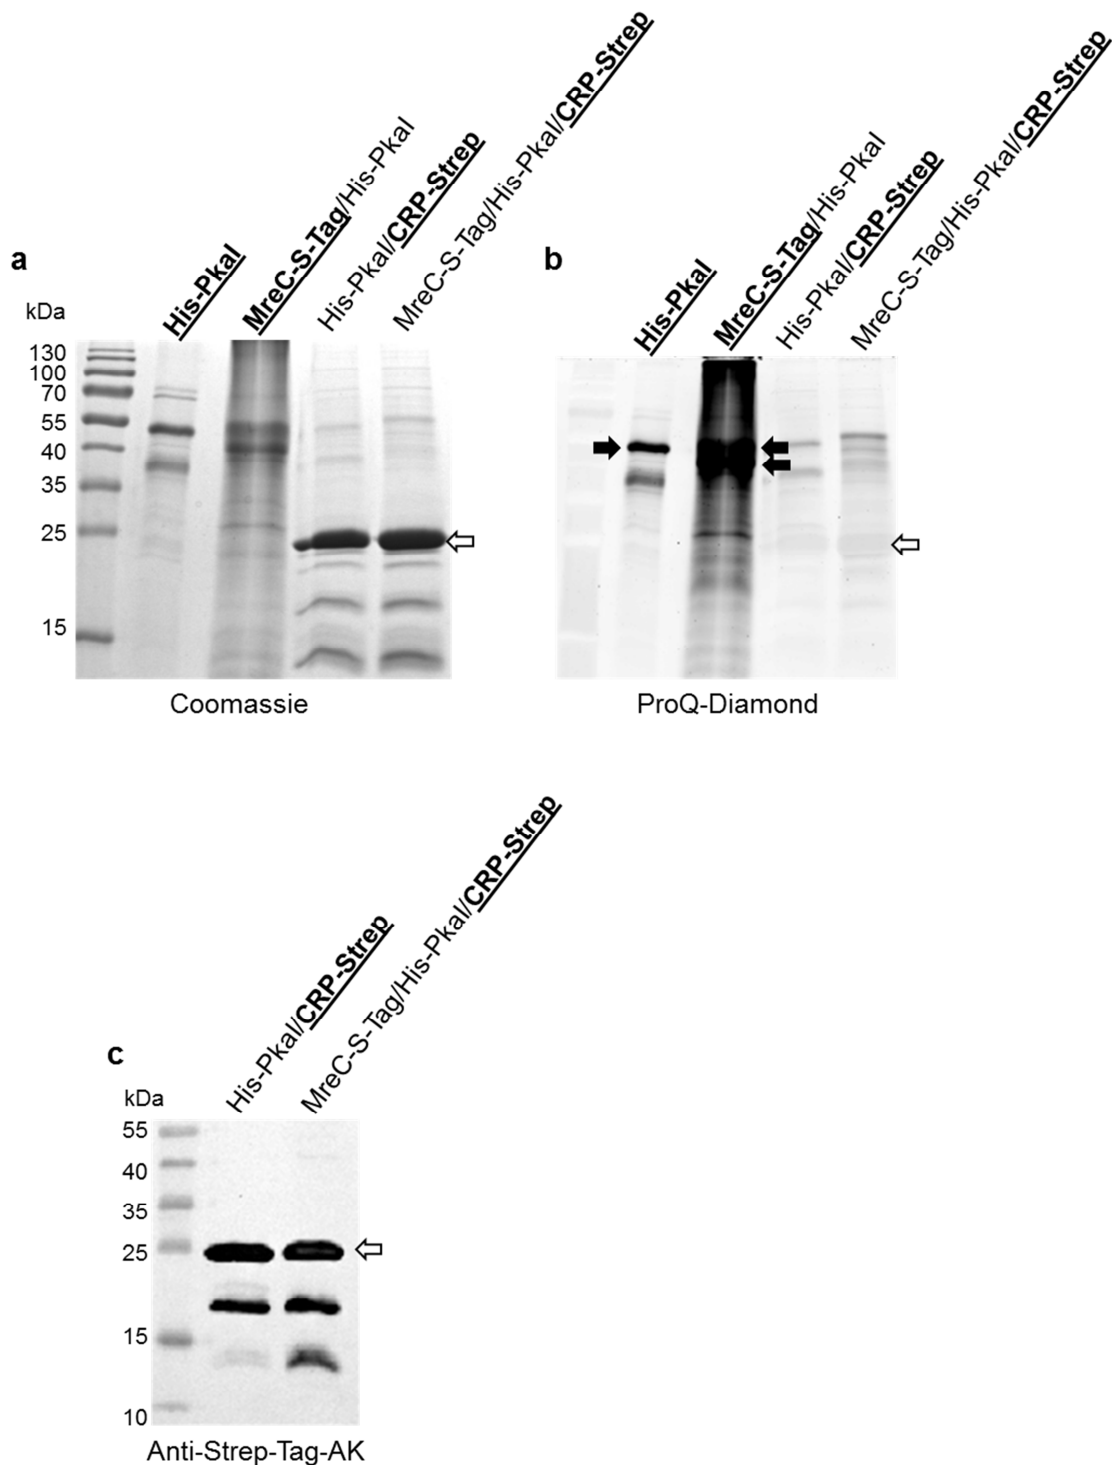 a
kDa
His-PkaI
MreC-S-Tag/His-PkaI
His-PkaI/CRP-Strep
MreC-S-Tag/His-PkaI/CRP-Strep
130
100
70
55
40
35
25
15
Coomassie
b
His-PkaI
MreC-S-Tag/His-PkaI
His-PkaI/CRP-Strep
MreC-S-Tag/His-PkaI/CRP-Strep
ProQ-Diamond
c
kDa
His-PkaI/CRP-Strep
MreC-S-Tag/His-PkaI/CRP-Strep
55
40
35
25
15
10
Anti-Strep-Tag-AK